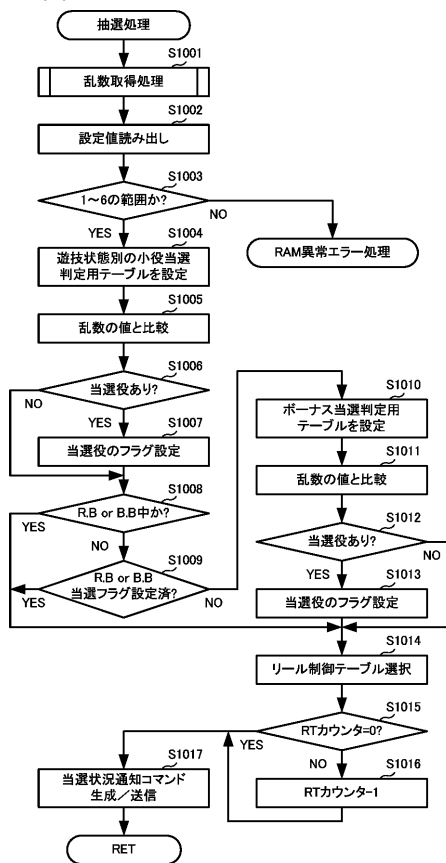 抽選処理
S1001
乱数取得処理
S1002
設定値読み出し
S1003
1～6の範囲か?
NO
YES
RAM異常エラー処理
S1004
遊技状態別の小役当選
判定用テーブルを設定
S1005
乱数の値と比較
S1006
当選役あり?
NO
YES
S1007
当選役のフラグ設定
S1008
R.B or B.B中か?
YES
NO
S1009
R.B or B.B
当選フラグ設定済?
YES
NO
S1010
ボーナス当選判定用
テーブルを設定
S1011
乱数の値と比較
S1012
当選役あり?
NO
YES
S1013
当選役のフラグ設定
S1014
リール制御テーブル選択
S1015
RTカウンタ=0?
YES
NO
S1016
RTカウンタ-1
S1017
当選状況通知コマンド
生成／送信
RET